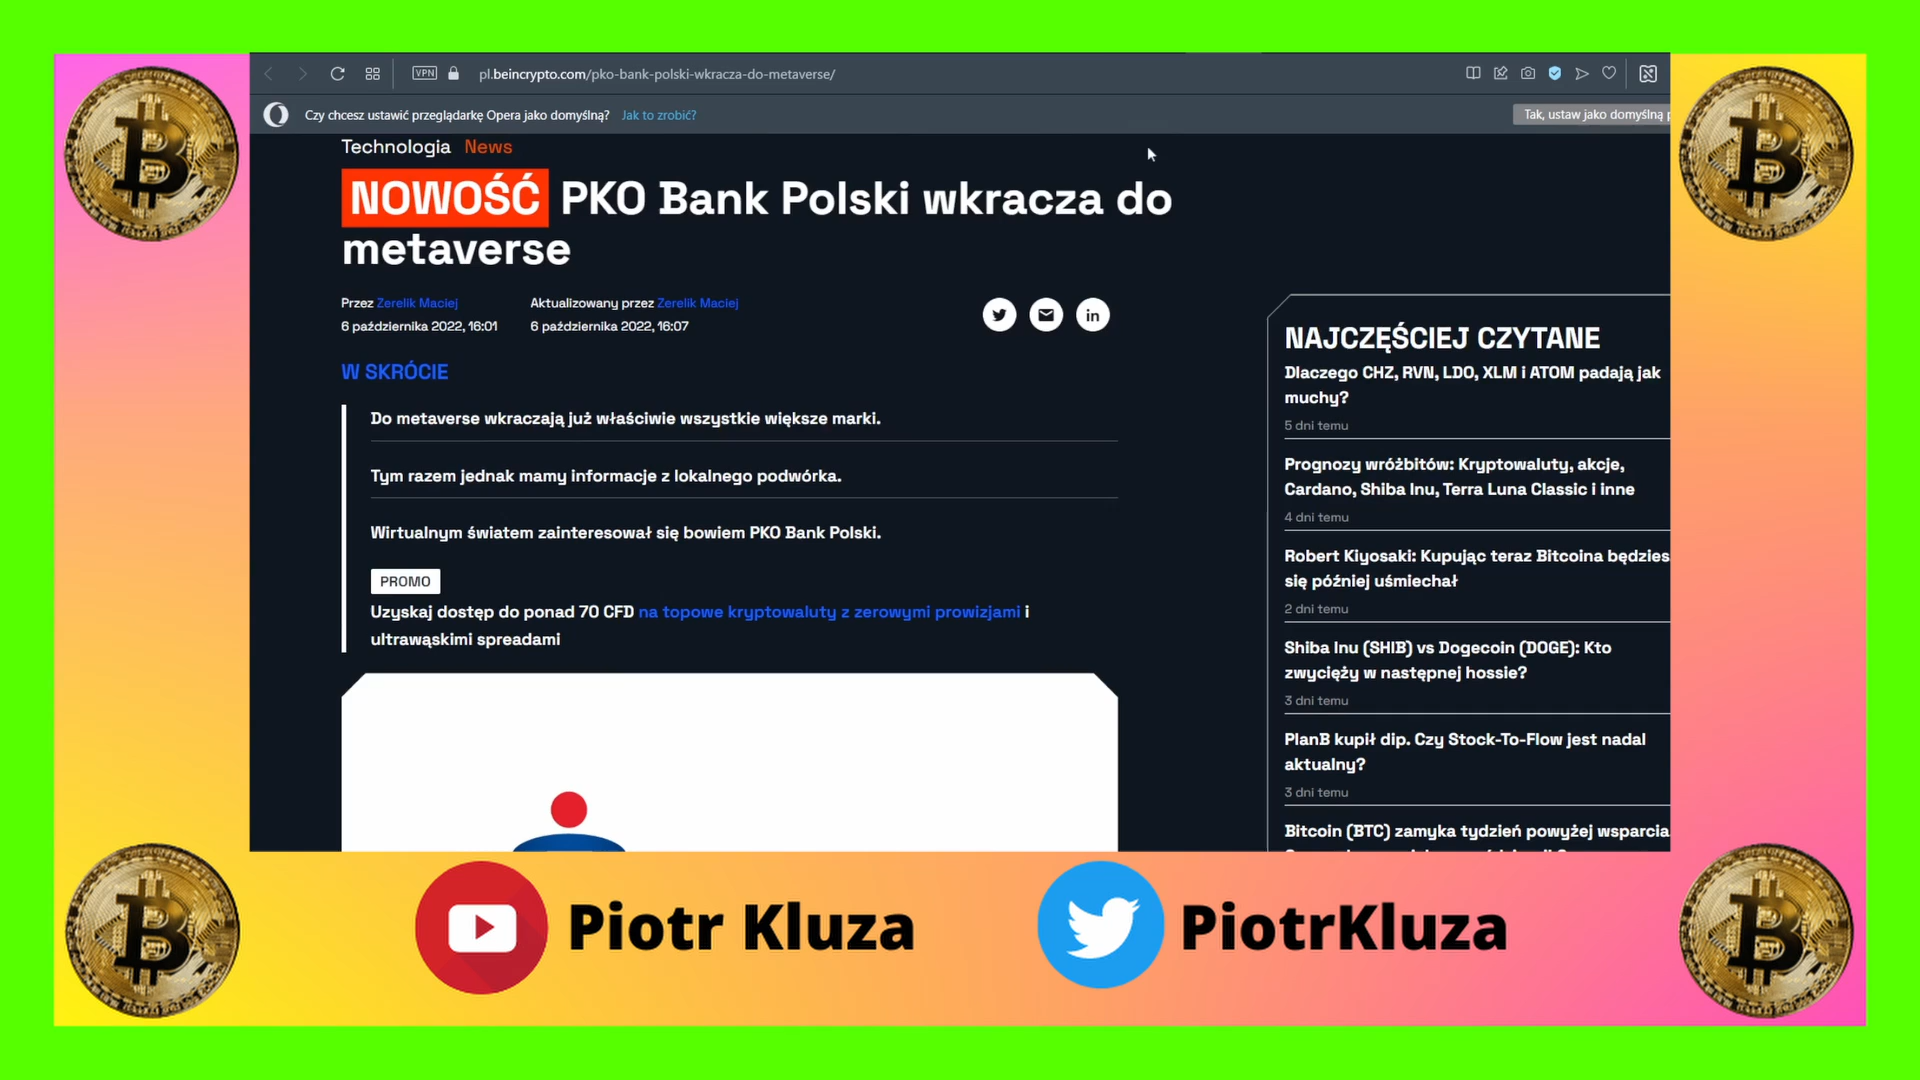 VPN
pl.beincrypto.com/pko-bank-polski-wkracza-do-metaverse/
Czy chcesz ustawić przeglądarkę Opera jako domyślną? Jak to zrobić?
Tak, ustaw jako domyślną
Technologia News
NOWOŚĆ PKO Bank Polski wkracza do
metaverse
Przez Zerelik Maciej
6 października 2022, 16:01
Aktualizowany przez Zerelik Maciej
6 października 2022, 16:07
in
W SKRÓCIE
Do metaverse wkraczają już właściwie wszystkie większe marki.
Tym razem jednak mamy informacje z lokalnego podwórka.
Wirtualnym światem zainteresował się bowiem PKO Bank Polski.
PROMO
Uzyskaj dostęp do ponad 70 CFD na topowe kryptowaluty z zerowymi prowizjami i
ultrawąskimi spreadami
NAJCZĘŚCIEJ CZYTANE
Dlaczego CHZ, RVN, LDO, XLM i ATOM padają jak
muchy?
5 dni temu
Prognozy wróżbitów: Kryptowaluty, akcje,
Cardano, Shiba Inu, Terra Luna Classic i inne
4 dni temu
Robert Kiyosaki: Kupując teraz Bitcoina będzies
się później uśmiechał
2 dni temu
Shiba Inu (SHIB) vs Dogecoin (DOGE): Kto
zwycięży w następnej hossie?
3 dni temu
PlanB kupił dip. Czy Stock-To-Flow jest nadal
aktualny?
3 dni temu
Bitcoin (BTC) zamyka tydzień powyżej wsparcia
Piotr Kluza
PiotrKluza